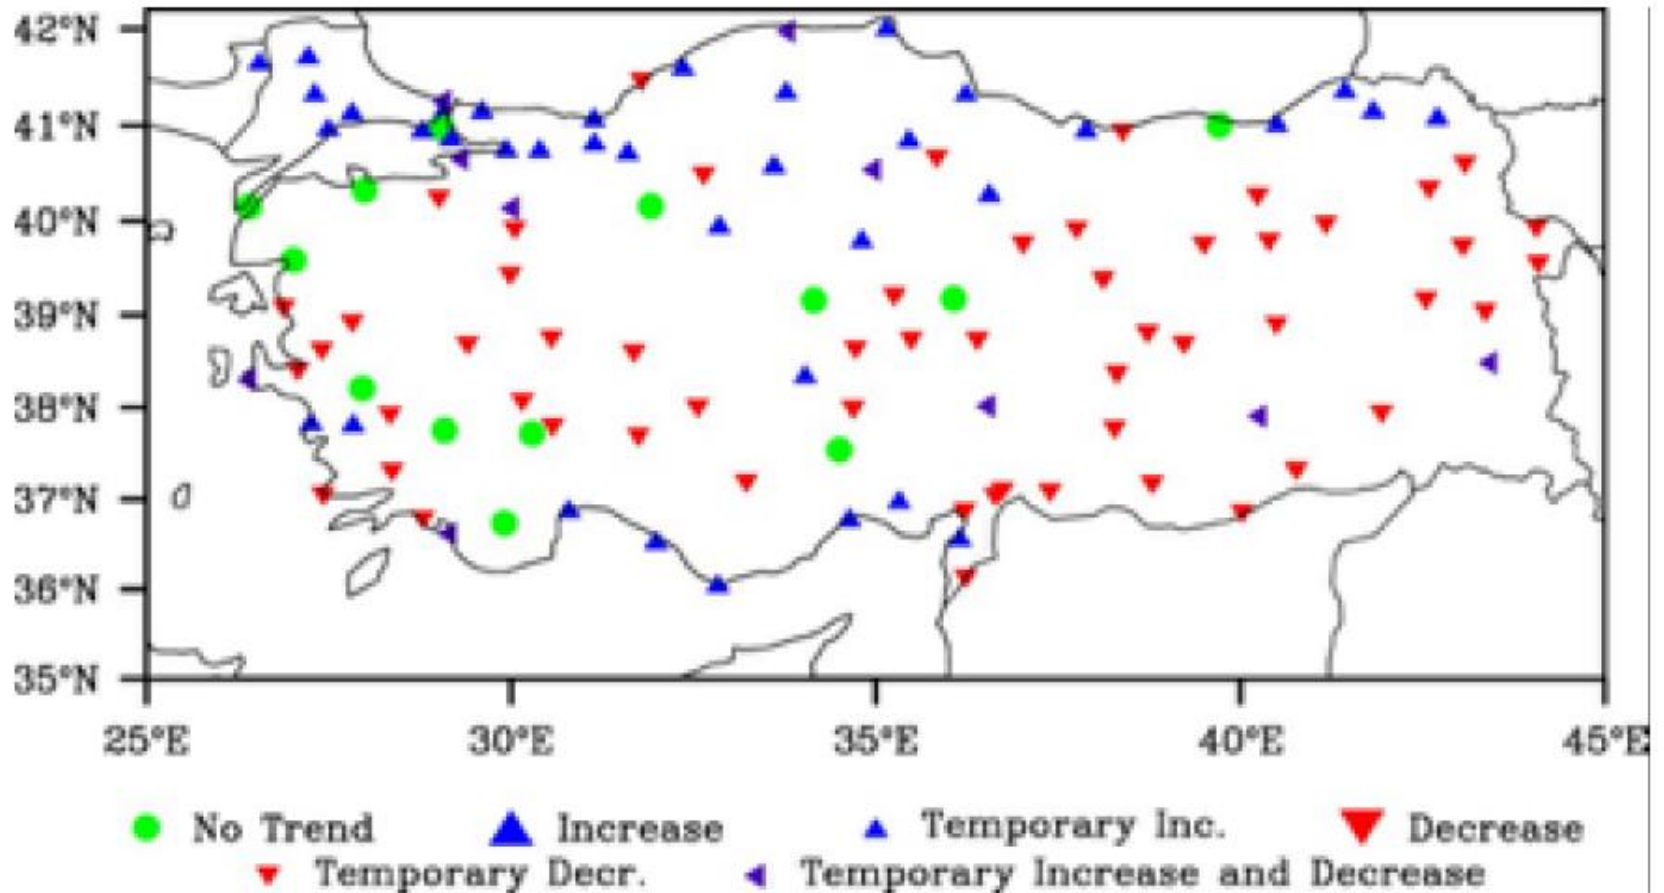 42°N
41°N
40°N
39°N
38°N
37°N
36°N
35°N
25°E 30°E 35°E 40°E 45°E
No Trend Increase Temporary Inc. Decrease
Temporary Decr. Temporary Increase and Decrease